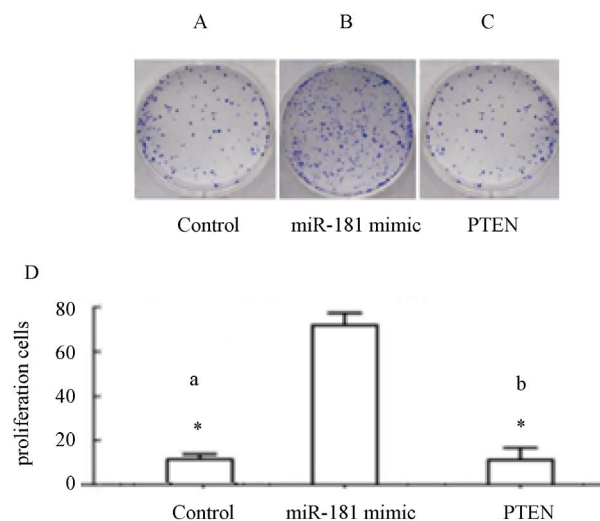 A B C
Control miR-181 mimic PTEN
D
proliferation cells
80
60
40
20
0
a
*
b
*
Control miR-181 mimic PTEN